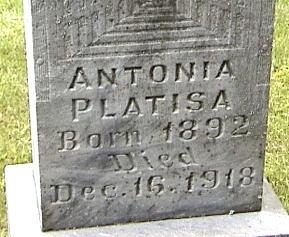 ANTONIA
PLATISA
Born 1892
Died
Dec. 16. 1918